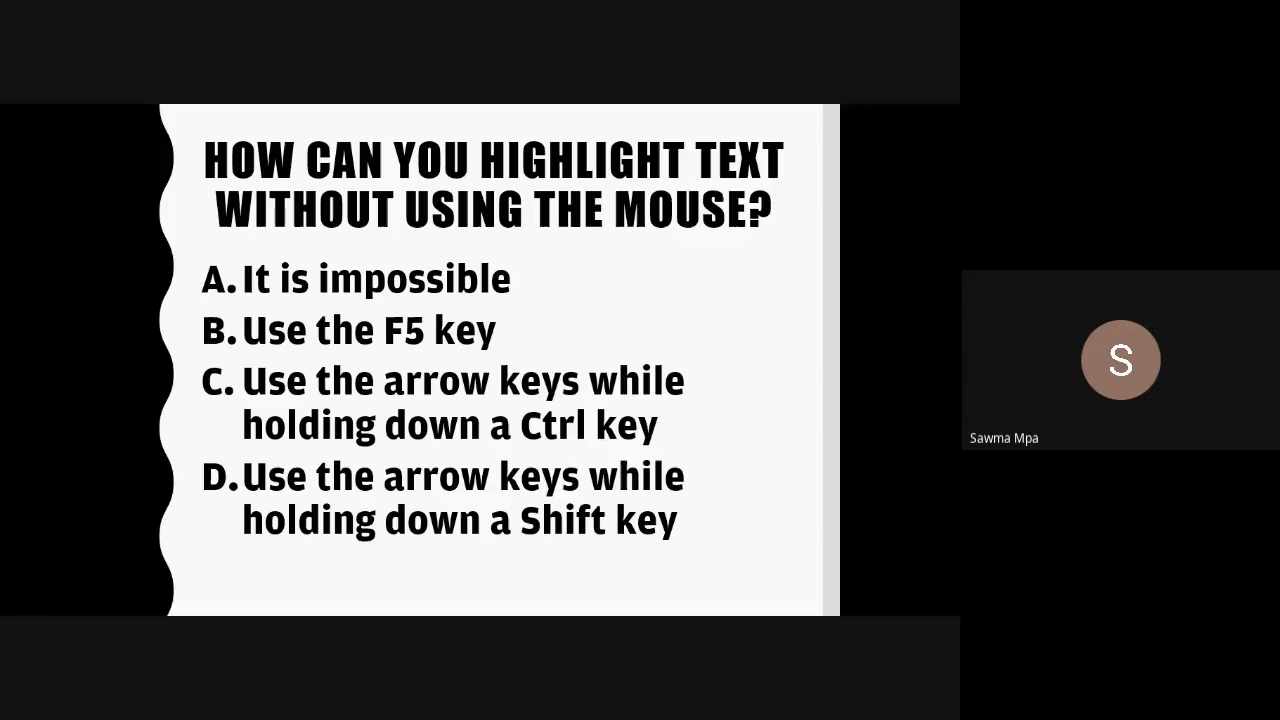 HOW CAN YOU HIGHLIGHT TEXT
WITHOUT USING THE MOUSE?
A. It is impossible
B. Use the F5 key
C. Use the arrow keys while
holding down a Ctrl key
D. Use the arrow keys while
holding down a Shift key
S
Sawma Mpa